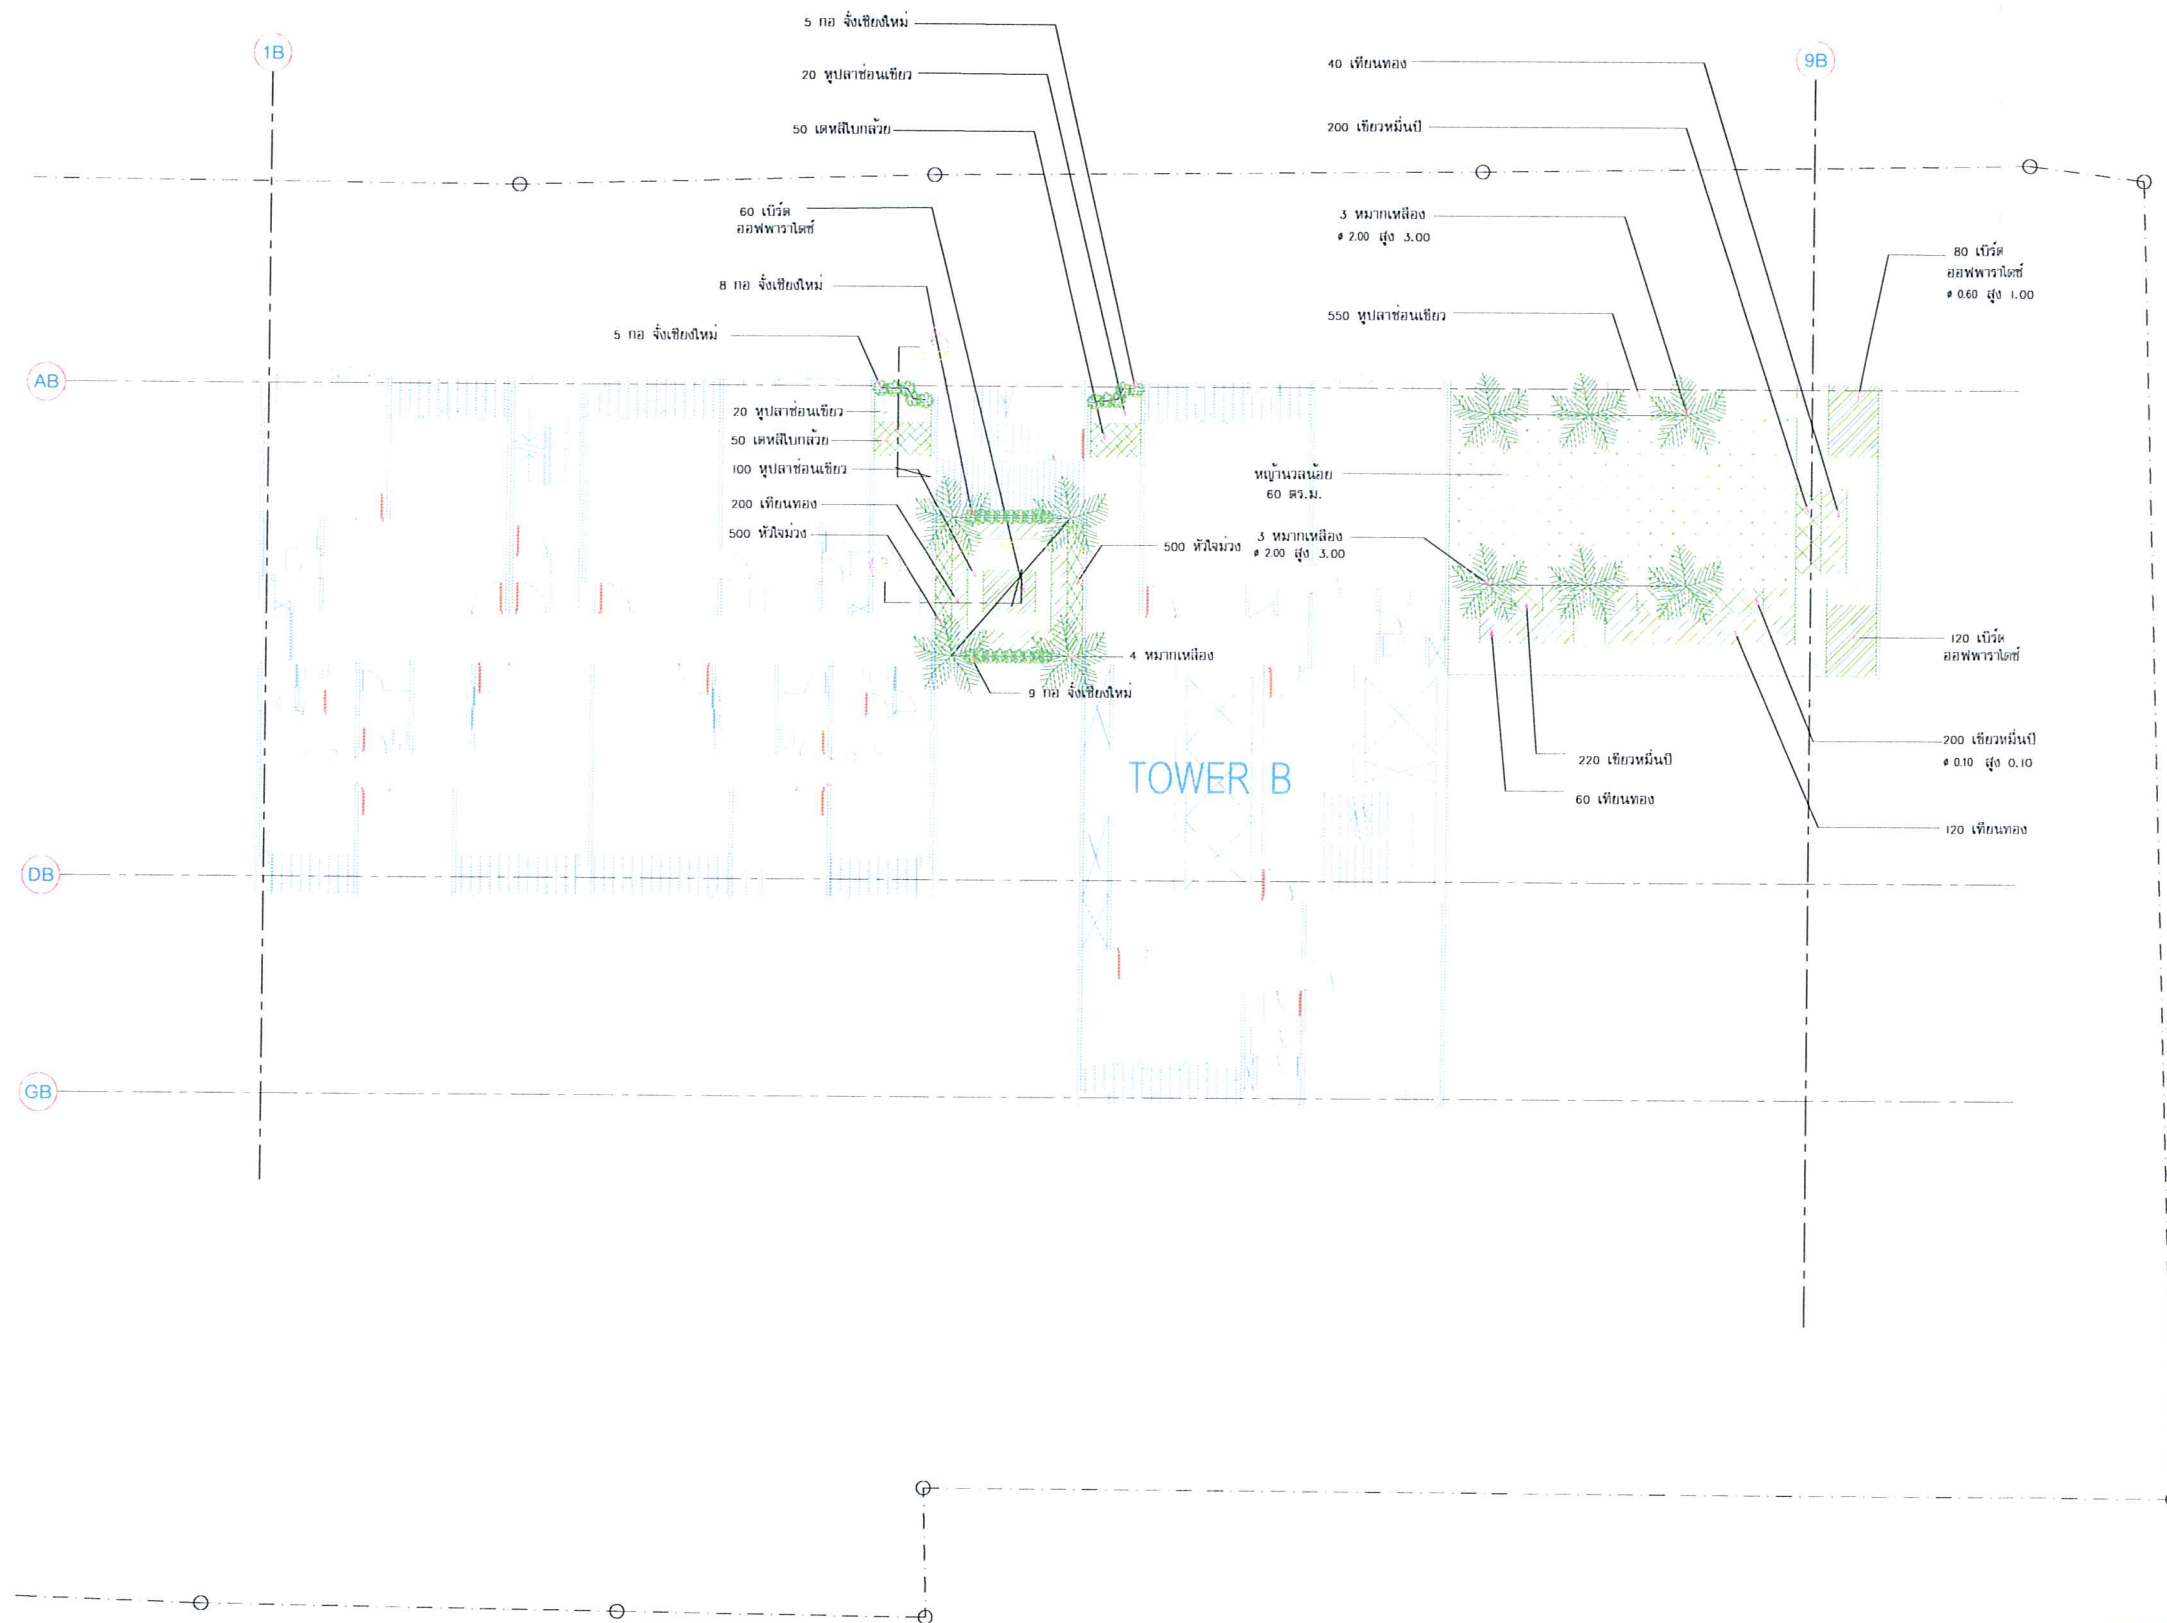 1B
9B
5 กอ จั๋งเชียงใหม่
20 หูปลาช่อนเขียว
50 เดหลีใบกล้วย
60 เบิร์ด
ออฟพาราไดซ์
8 กอ จั๋งเชียงใหม่
5 กอ จั๋งเชียงใหม่
40 เทียนทอง
200 เขียวหมื่นปี
3 หมากเหลือง
ø 2.00 สูง 3.00
550 หูปลาช่อนเขียว
80 เบิร์ด
ออฟพาราไดซ์
ø 0.60 สูง 1.00
AB
20 หูปลาช่อนเขียว
50 เดหลีใบกล้วย
100 หูปลาช่อนเขียว
200 เทียนทอง
500 หัวใจม่วง
500 หัวใจม่วง
หญ้านวลน้อย
60 ตร.ม.
3 หมากเหลือง
ø 2.00 สูง 3.00
4 หมากเหลือง
9 กอ จั๋งเชียงใหม่
120 เบิร์ด
ออฟพาราไดซ์
200 เขียวหมื่นปี
ø 0.10 สูง 0.10
220 เขียวหมื่นปี
60 เทียนทอง
120 เทียนทอง
TOWER B
DB
GB